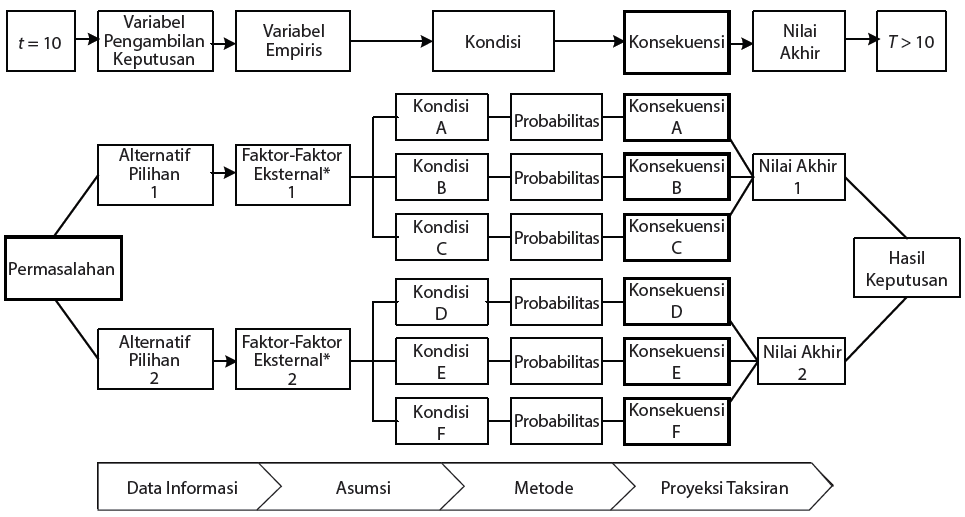 t = 10
Variabel
Pengambilan
Keputusan
Variabel
Empiris
Kondisi
Konsekuensi
Nilai
Akhir
T > 10
Permasalahan
Alternatif
Pilihan
1
Faktor-Faktor
Eksternal*
1
Kondisi
A
Probabilitas
Konsekuensi
A
Kondisi
B
Probabilitas
Konsekuensi
B
Kondisi
C
Probabilitas
Konsekuensi
C
Nilai Akhir
1
Alternatif
Pilihan
2
Faktor-Faktor
Eksternal*
2
Kondisi
D
Probabilitas
Konsekuensi
D
Kondisi
E
Probabilitas
Konsekuensi
E
Kondisi
F
Probabilitas
Konsekuensi
F
Nilai Akhir
2
Hasil
Keputusan
Data Informasi
Asumsi
Metode
Proyeksi Taksiran